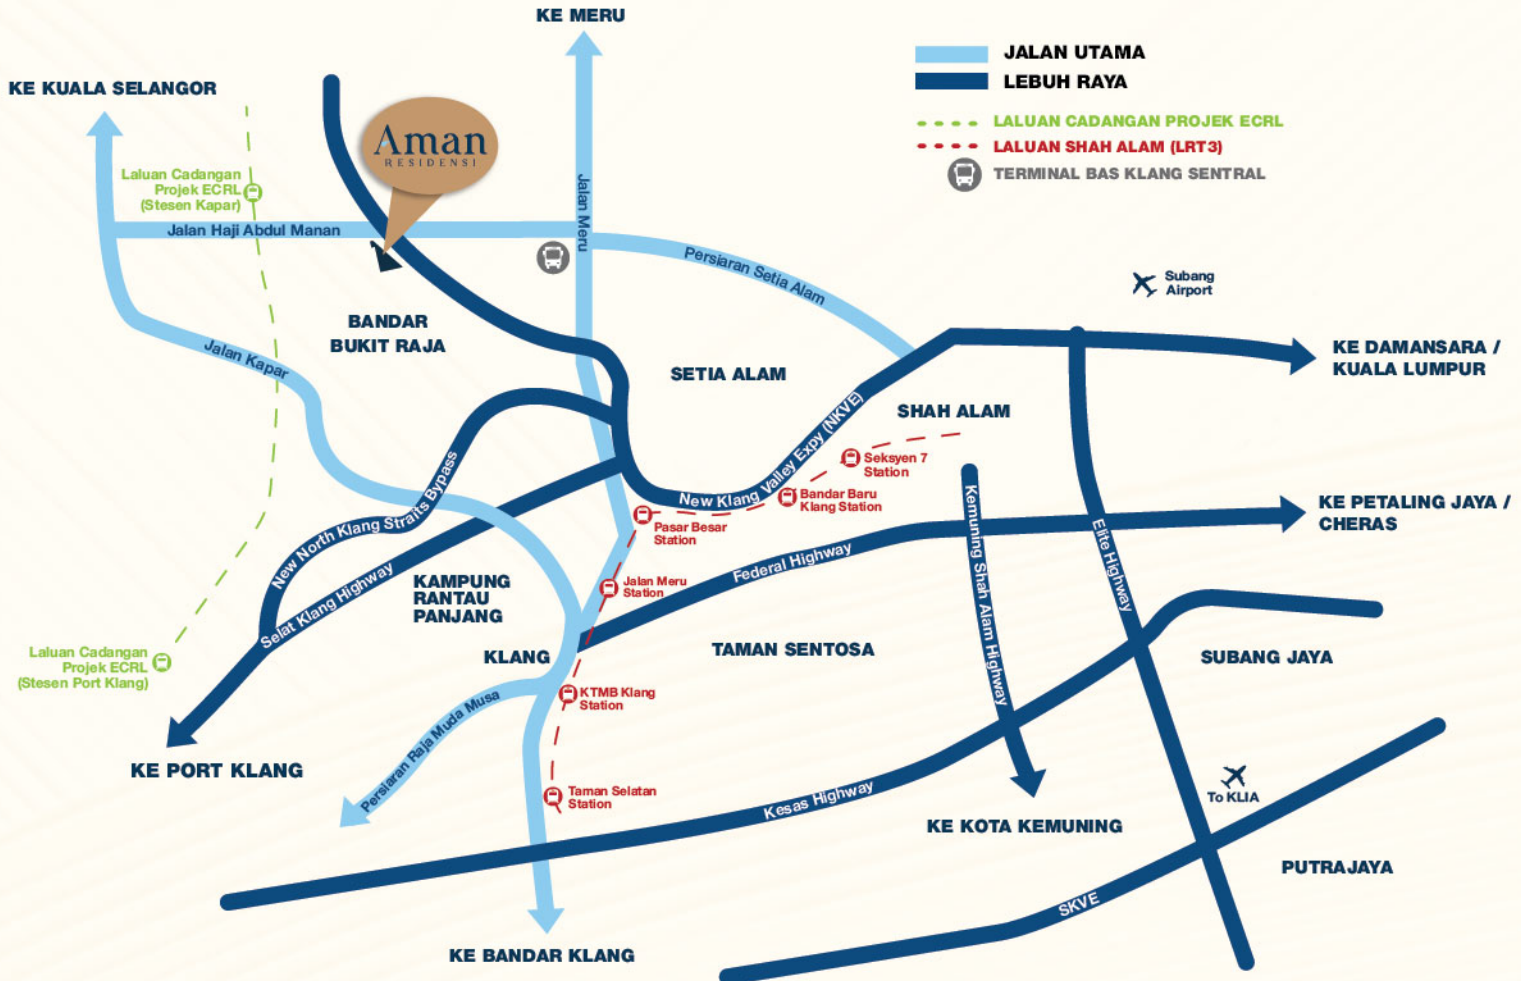 KE MERU
JALAN UTAMA
LEBUH RAYA
LALUAN CADANGAN PROJEK ECRL
LALUAN SHAH ALAM (LRT3)
TERMINAL BAS KLANG SENTRAL
KE KUALA SELANGOR
Aman
RESIDENSI
Laluan Cadangan
Projek ECRL
(Stesen Kapar)
Jalan Haji Abdul Manan
Jalan Meru
Persiaran Setia Alam
Subang
Airport
BANDAR
BUKIT RAJA
Jalan Kapar
SETIA ALAM
KE DAMANSARA /
KUALA LUMPUR
SHAH ALAM
New Klang Valley Expy (NKVE)
Seksyen 7
Station
Bandar Baru
Klang Station
Pasar Besar
Station
KE PETALING JAYA /
CHERAS
New North Klang Straits Bypass
Selat Klang Highway
Federal Highway
Kemuning Shah Alam Highway
Elite Highway
KAMPUNG
RANTAU
PANJANG
Jalan Meru
Station
KLANG
TAMAN SENTOSA
SUBANG JAYA
Laluan Cadangan
Projek ECRL
(Stesen Port Klang)
KTMB Klang
Station
Persiaran Raja Muda Musa
KE PORT KLANG
Taman Selatan
Station
Kesas Highway
To KLIA
KE KOTA KEMUNING
PUTRAJAYA
SKVE
KE BANDAR KLANG